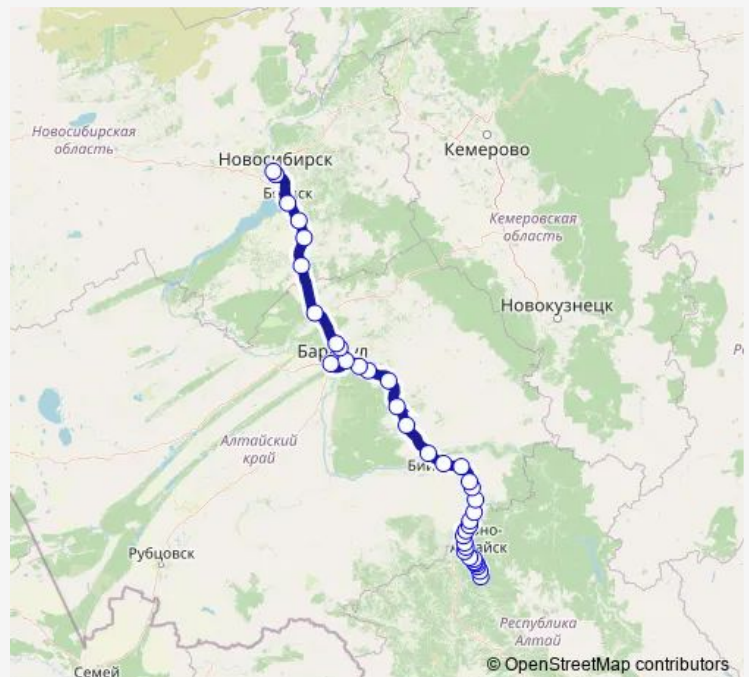 Новосибирская
область
Новосибирск
Кемерово
Кемеровская
область
Новокузнецк
Алтайский
край
Рубцовск
Республика
Алтай
Семей
© OpenStreetMap contributors